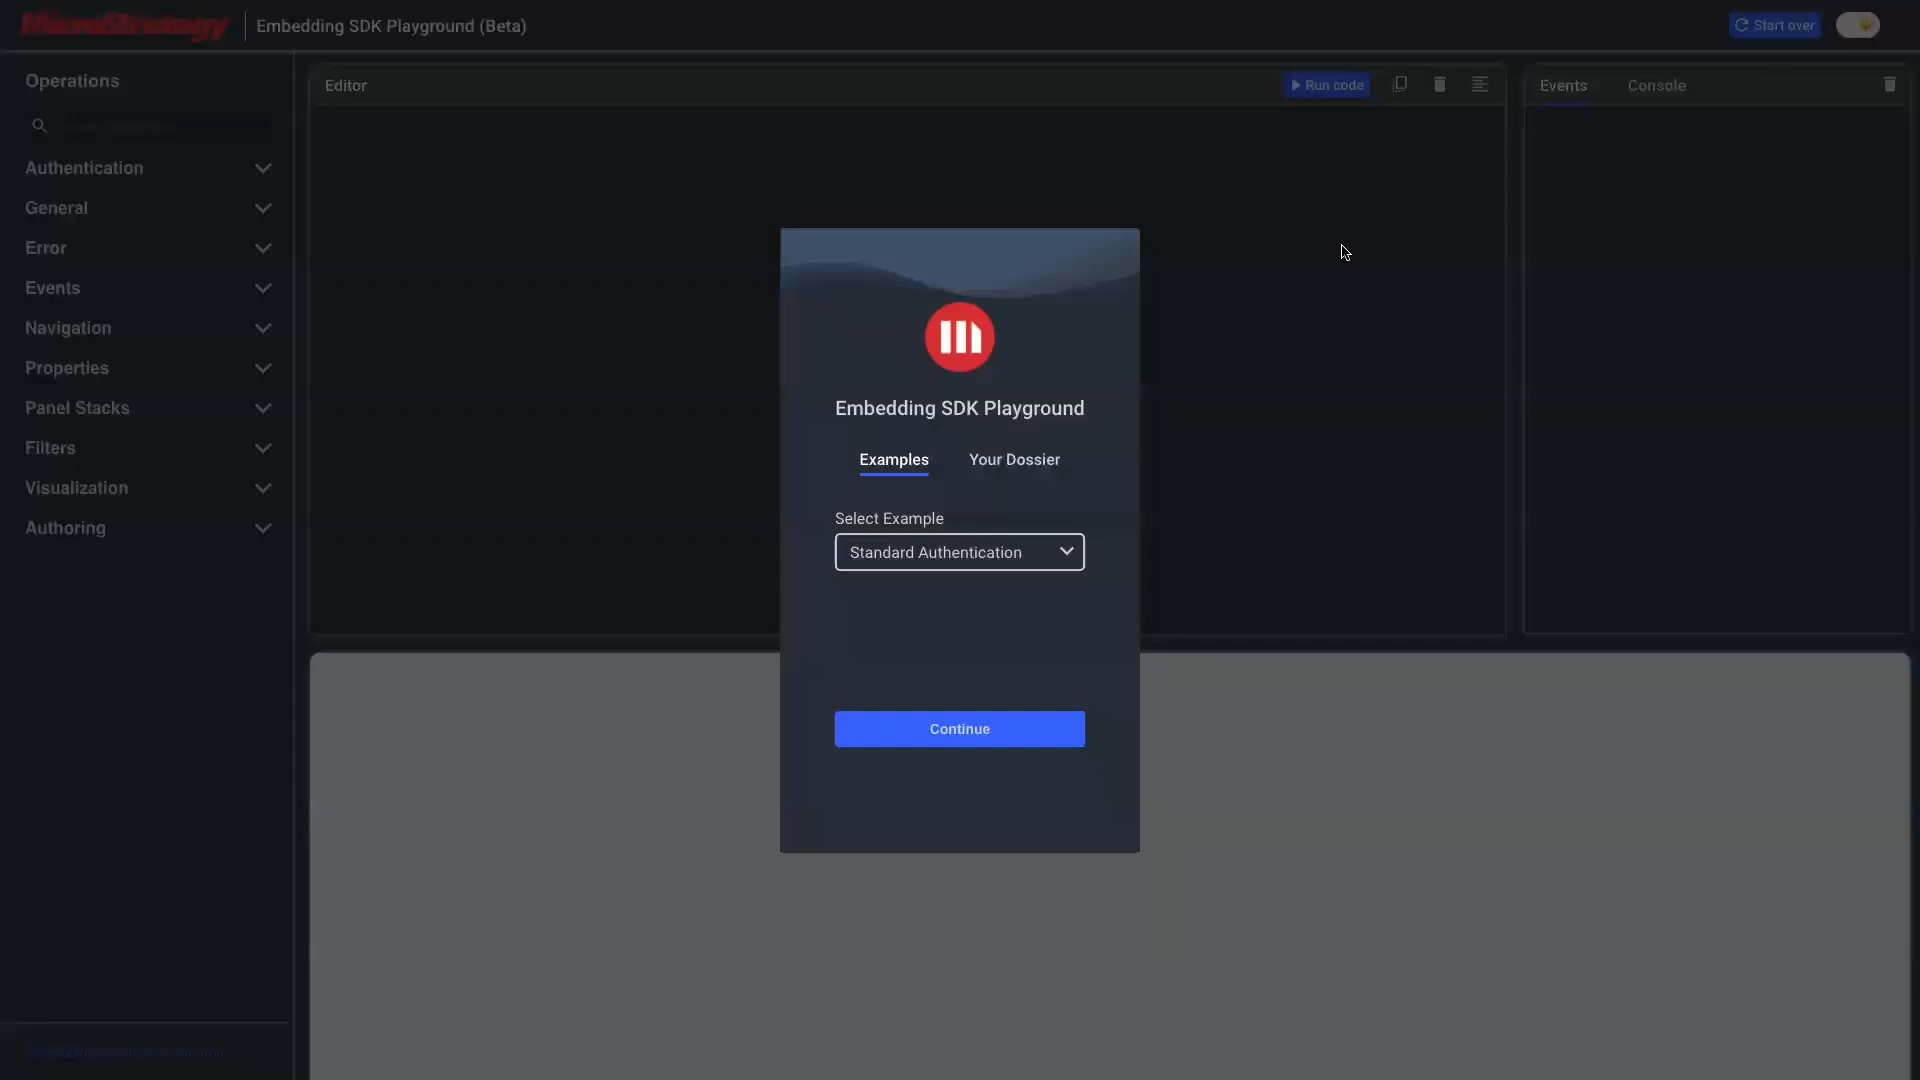 MicroStrategy
Embedding SDK Playground (Beta)
Start over
Operations
Authentication
General
Error
Events
Navigation
Properties
Panel Stacks
Filters
Visualization
Authoring
Editor
Run code
Events
Console
Embedding SDK Playground
Examples
Your Dossier
Select Example
Standard Authentication
Continue